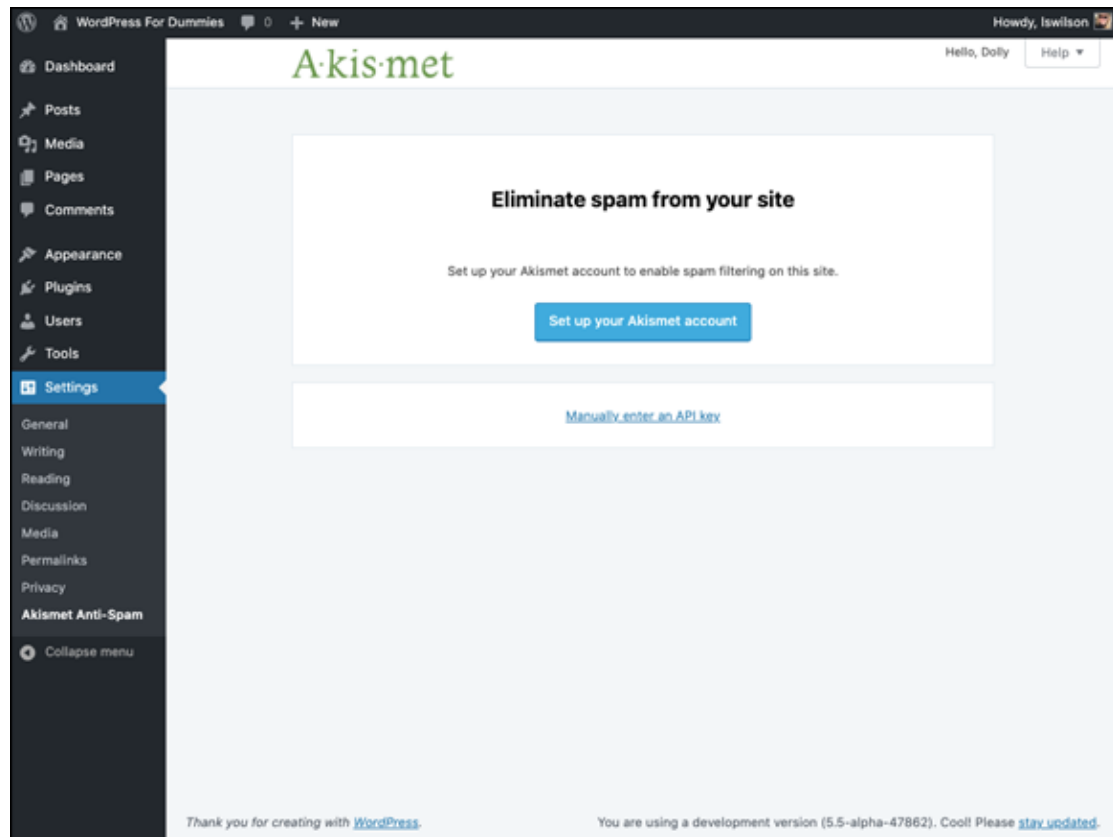 WordPress For Dummies 0 + New Howdy, lswilson
Dashboard
Posts
Media
Pages
Comments
Appearance
Plugins
Users
Tools
Settings
General
Writing
Reading
Discussion
Media
Permalinks
Privacy
Akismet Anti-Spam
Collapse menu
A·kis·met
Hello, Dolly Help ▼
Eliminate spam from your site
Set up your Akismet account to enable spam filtering on this site.
Set up your Akismet account
Manually enter an API key
Thank you for creating with WordPress. You are using a development version (5.5-alpha-47862). Cool! Please stay updated.